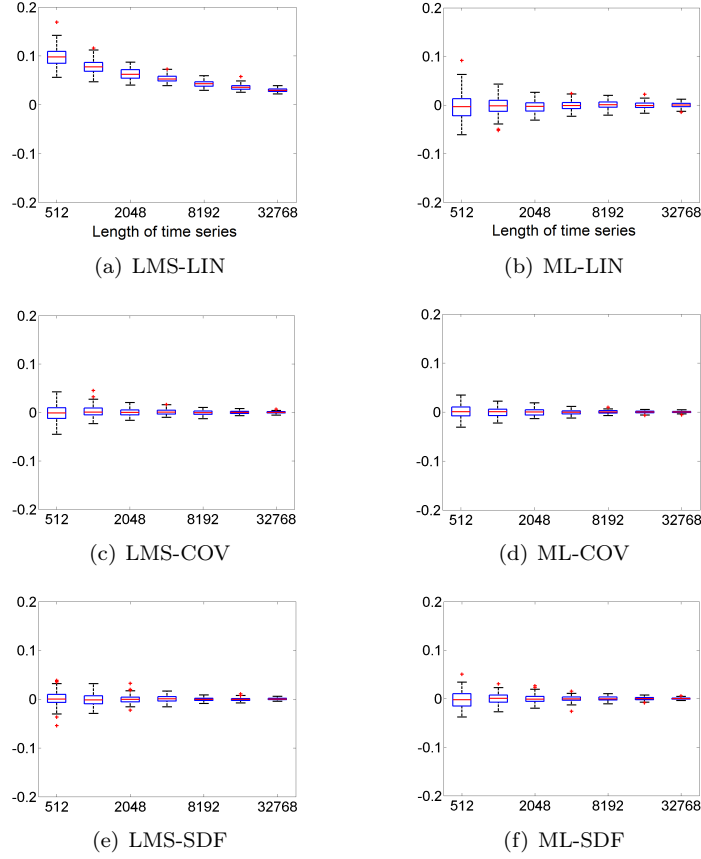 0.2 0.2
0.1 0.1
0 0
-0.1 -0.1
-0.2 -0.2
512 2048 8192 32768 512 2048 8192 32768
Length of time series Length of time series
(a) LMS-LIN (b) ML-LIN
0.2 0.2
0.1 0.1
0 0
-0.1 -0.1
-0.2 -0.2
512 2048 8192 32768 512 2048 8192 32768
(c) LMS-COV (d) ML-COV
0.2 0.2
0.1 0.1
0 0
-0.1 -0.1
-0.2 -0.2
512 2048 8192 32768 512 2048 8192 32768
(e) LMS-SDF (f) ML-SDF